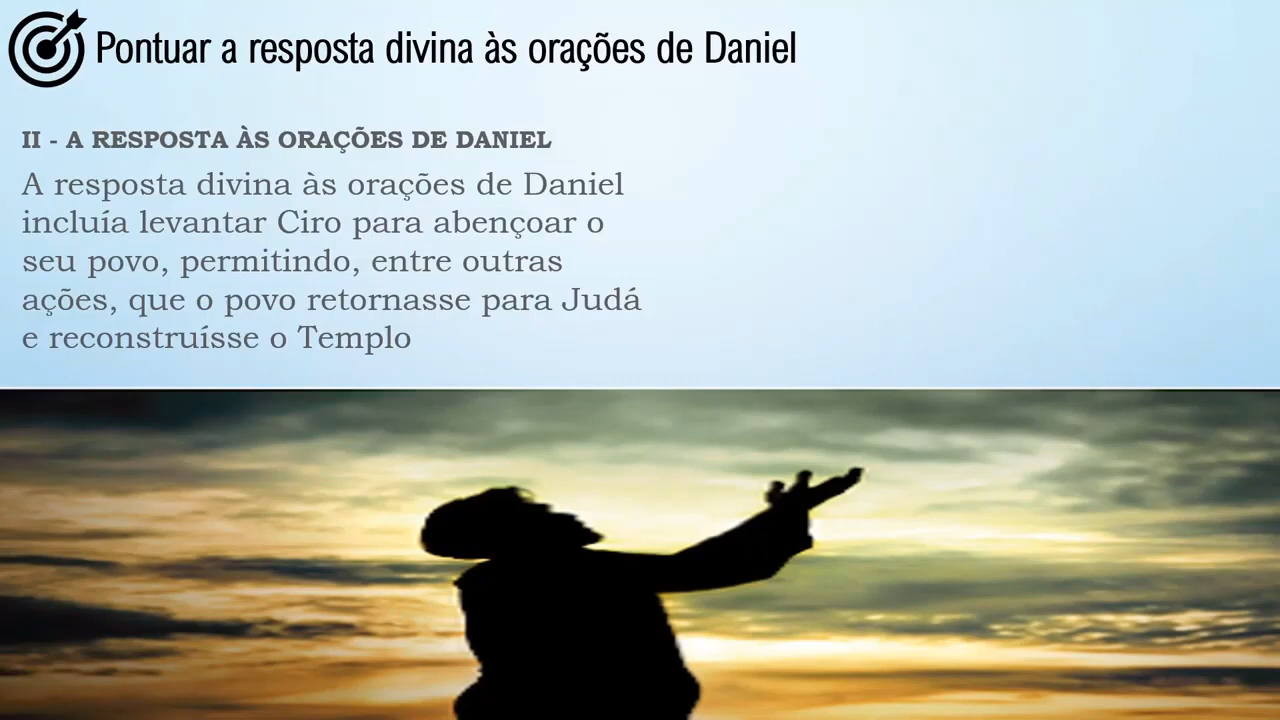 Pontuar a resposta divina às orações de Daniel
II - A RESPOSTA ÀS ORAÇÕES DE DANIEL
A resposta divina às orações de Daniel
incluía levantar Ciro para abençoar o
seu povo, permitindo, entre outras
ações, que o povo retornasse para Judá
e reconstruísse o Templo